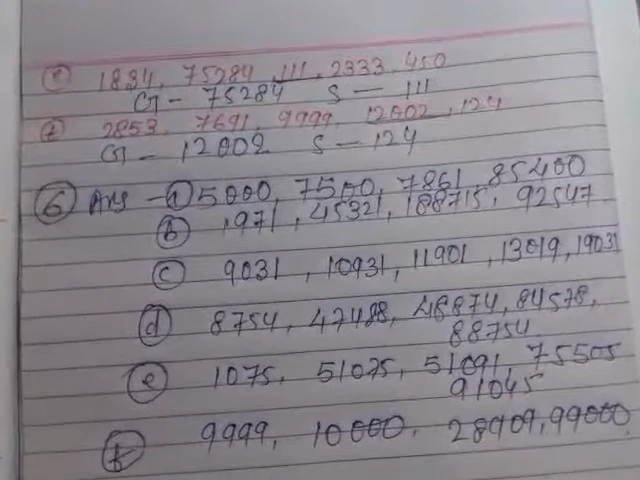 (e) 1834, 75284, 111, 2333, 450
G - 75284 S - 111
(f) 2853, 7691, 9999, 12002, 124
G - 12002 S - 124
(6) Ans - (a) 5000, 7500, 7861, 85400
(b) 1971, 45321, 188715, 92547
(c) 9031, 10931, 11901, 13019, 19031
(d) 8754, 47488, 48874, 84578,
88754
(e) 1075, 51075, 51091, 75505
91045
(f) 9999, 10000, 28909, 99000